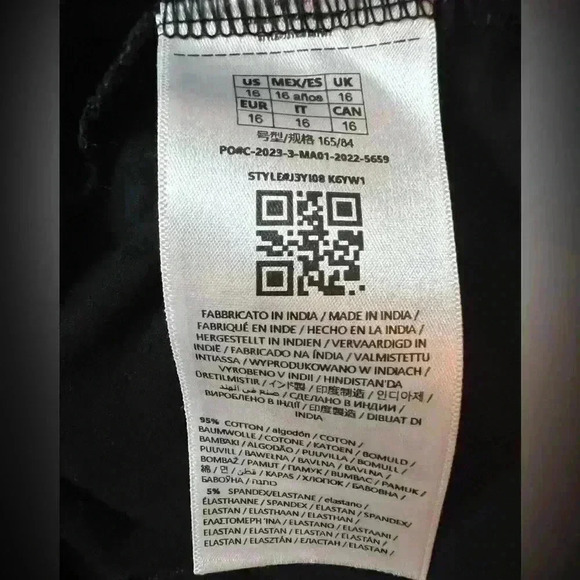 US MEX/ES UK
16 16 años 16
EUR IT CAN
16 16 16
号型/规格 165/84
PO#C-2023-3-MA01-2022-5659
STYLE#J3YI08 K6YW1
FABBRICATO IN INDIA / MADE IN INDIA /
FABRIQUÉ EN INDE / HECHO EN LA INDIA /
HERGESTELLT IN INDIEN / VERVAARDIGD IN
INDIË / FABRICADO NA ÍNDIA / VALMISTETTU
INTIASSA / WYPRODUKOWANO W INDIACH /
VYROBENO V INDII / HINDISTAN'DA
ÜRETILMIŞTIR / インド製 / 印度製造 / 인디아제 /
صنع في الهند / СДЕЛАНО В ИНДИИ /
ВИРОБЛЕНО В ІНДІЇ / 印度製造 / DIBUAT DI
INDIA
95% COTTON / algodón / COTON /
BAUMWOLLE / COTONE / KATOEN / BOMULD /
BAMBAKI / ALGODÃO / PUUVILLA / BOMULL /
PUUVILL / BAWEŁNA / BAVLNA / BAVLNA /
BOMBAŽ / PAMUT / ПАМУК / BUMBAC / PAMUK /
綿 / 면 / قطن / KAPAS / ХЛОПОК / БАВОВНА /
БАВОЎНА / כותנה
5% SPANDEX/ELASTANE / elastano /
ÉLASTHANNE / SPANDEX / ELASTAN / SPANDEX/
ELASTAN / ELASTHAAN / ELASTHAN /
ΕΛΑΣΤΟΜΕΡΗ ΊΝΑ / ELASTANO / ELASTAANI /
ELASTAN / ELASTAAN / ELASTAN / ELASTÁN /
ELASTAN / ELASZTÁN / ЕЛАСТАН / ELASTAN /